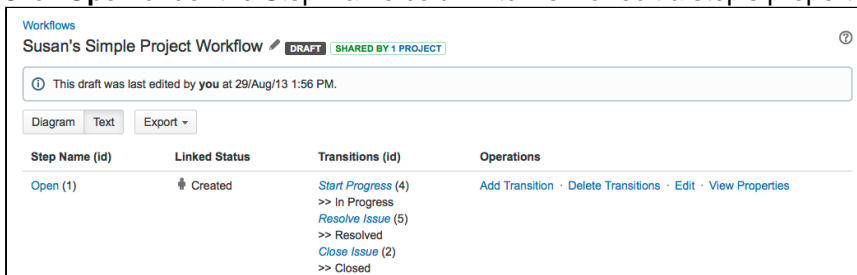 Workflows
Susan's Simple Project Workflow DRAFT SHARED BY 1 PROJECT
This draft was last edited by you at 29/Aug/13 1:56 PM.
Diagram Text Export
Step Name (id) Linked Status Transitions (id) Operations
Open (1) Created Start Progress (4) Add Transition · Delete Transitions · Edit · View Properties
>> In Progress
Resolve Issue (5)
>> Resolved
Close Issue (2)
>> Closed